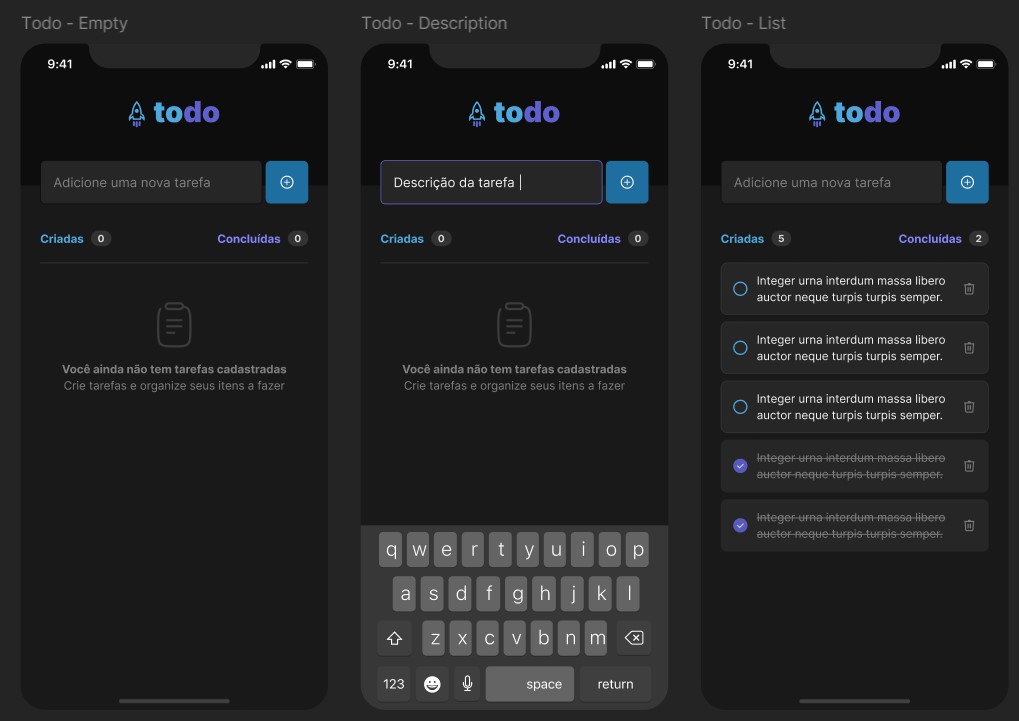 Todo - Empty
9:41
todo
Adicione uma nova tarefa
Criadas 0
Concluídas 0
Você ainda não tem tarefas cadastradas
Crie tarefas e organize seus itens a fazer
Todo - Description
9:41
todo
Descrição da tarefa
Criadas 0
Concluídas 0
Você ainda não tem tarefas cadastradas
Crie tarefas e organize seus itens a fazer
q w e r t y u i o p
a s d f g h j k l
z x c v b n m
123 space return
Todo - List
9:41
todo
Adicione uma nova tarefa
Criadas 5
Concluídas 2
Integer urna interdum massa libero
auctor neque turpis turpis semper.
Integer urna interdum massa libero
auctor neque turpis turpis semper.
Integer urna interdum massa libero
auctor neque turpis turpis semper.
Integer urna interdum massa libero
auctor neque turpis turpis semper.
Integer urna interdum massa libero
auctor neque turpis turpis semper.